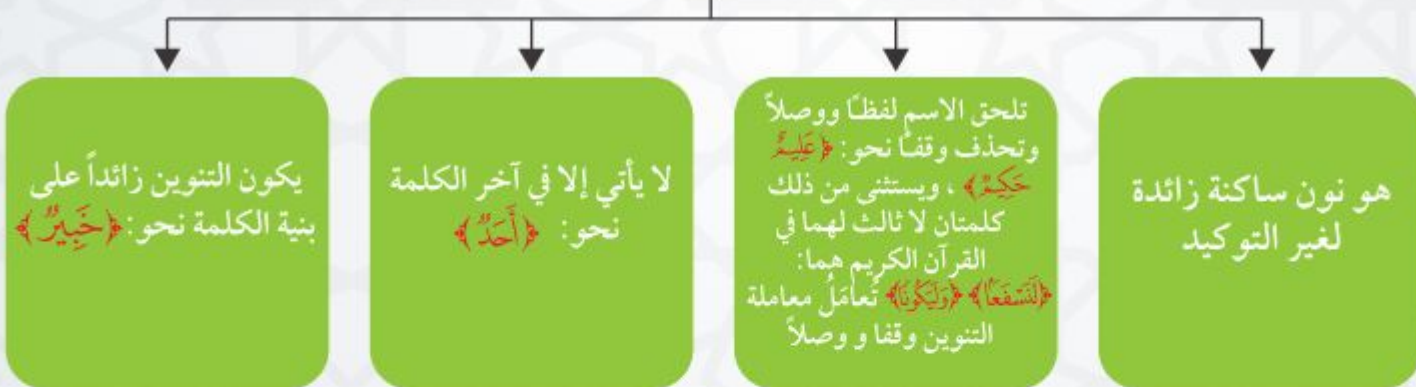 هو نون ساكنة زائدة
لغير التوكيد
تلحق الاسم لفظًا ووصلاً
وتحذف وقفًا نحو: ﴿عَلِيمٌ
حَكِيمٌ﴾ ، ويستثنى من ذلك
كلمتان لا ثالث لهما في
القرآن الكريم هما:
﴿لَنَسْفَعًا﴾ ﴿وَلَيَكُونًا﴾ تُعامَلُ معاملة
التنوين وقفا و وصلاً
لا يأتي إلا في آخر الكلمة
نحو: ﴿أَحَدٌ﴾
يكون التنوين زائداً على
بنية الكلمة نحو: ﴿خَبِيرٌ﴾